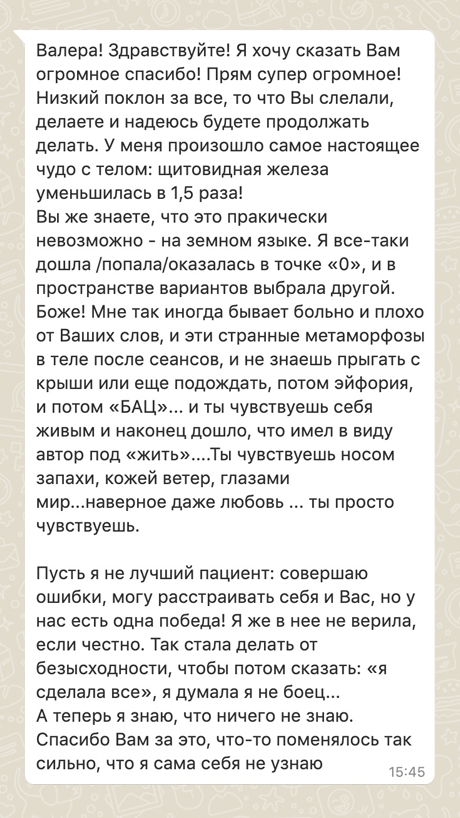 Валера! Здравствуйте! Я хочу сказать Вам
огромное спасибо! Прям супер огромное!
Низкий поклон за все, то что Вы слелали,
делаете и надеюсь будете продолжать
делать. У меня произошло самое настоящее
чудо с телом: щитовидная железа
уменьшилась в 1,5 раза!
Вы же знаете, что это пракически
невозможно - на земном языке. Я все-таки
дошла /попала/оказалась в точке «0», и в
пространстве вариантов выбрала другой.
Боже! Мне так иногда бывает больно и плохо
от Ваших слов, и эти странные метаморфозы
в теле после сеансов, и не знаешь прыгать с
крыши или еще подождать, потом эйфория,
и потом «БАЦ»... и ты чувствуешь себя
живым и наконец дошло, что имел в виду
автор под «жить»....Ты чувствуешь носом
запахи, кожей ветер, глазами
мир...наверное даже любовь ... ты просто
чувствуешь.

Пусть я не лучший пациент: совершаю
ошибки, могу расстраивать себя и Вас, но у
нас есть одна победа! Я же в нее не верила,
если честно. Так стала делать от
безысходности, чтобы потом сказать: «я
сделала все», я думала я не боец...
А теперь я знаю, что ничего не знаю.
Спасибо Вам за это, что-то поменялось так
сильно, что я сама себя не узнаю
15:45